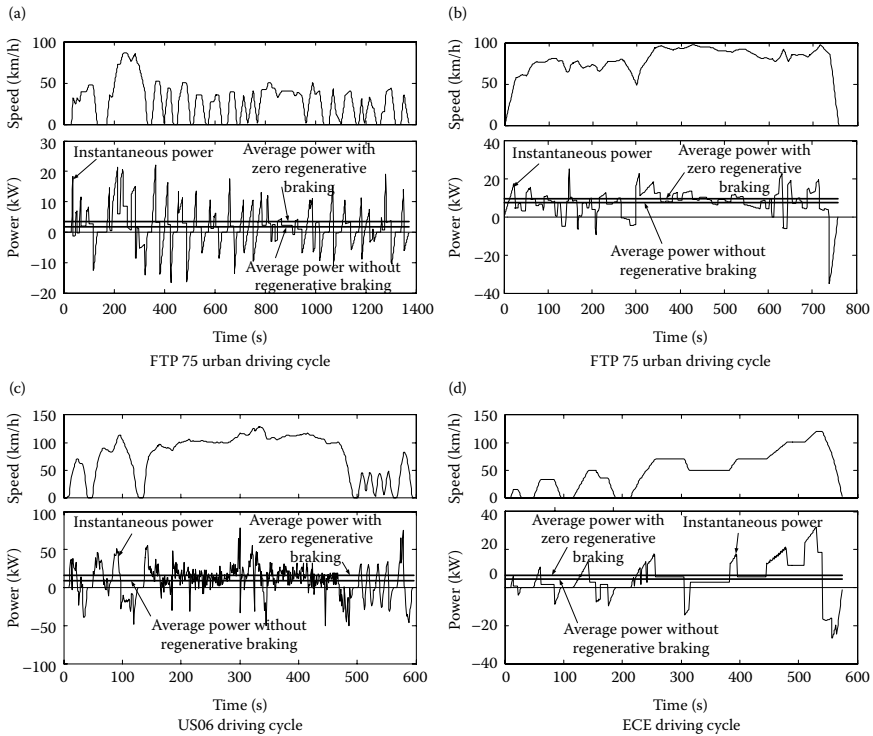 (a)
100
50
0
Speed (km/h)
30
20
10
0
−10
−20
Power (kW)
Instantaneous power
Average power with
zero regenerative
braking
Average power without
regenerative braking
0 200 400 600 800 1000 1200 1400
Time (s)
FTP 75 urban driving cycle
(b)
100
50
0
Speed (km/h)
40
20
0
−20
−40
Power (kW)
Instantaneous power
Average power with
zero regenerative
braking
Average power without
regenerative braking
0 100 200 300 400 500 600 700 800
Time (s)
FTP 75 urban driving cycle
(c)
150
100
50
0
Speed (km/h)
100
50
0
−50
−100
Power (kW)
Instantaneous power
Average power with
zero regenerative
braking
Average power without
regenerative braking
0 100 200 300 400 500 600
Time (s)
US06 driving cycle
(d)
150
100
50
0
Speed (km/h)
40
20
0
−20
−40
Power (kW)
Average power with
zero regenerative
braking
Instantaneous power
Average power without
regenerative braking
0 100 200 300 400 500 600
Time (s)
ECE driving cycle